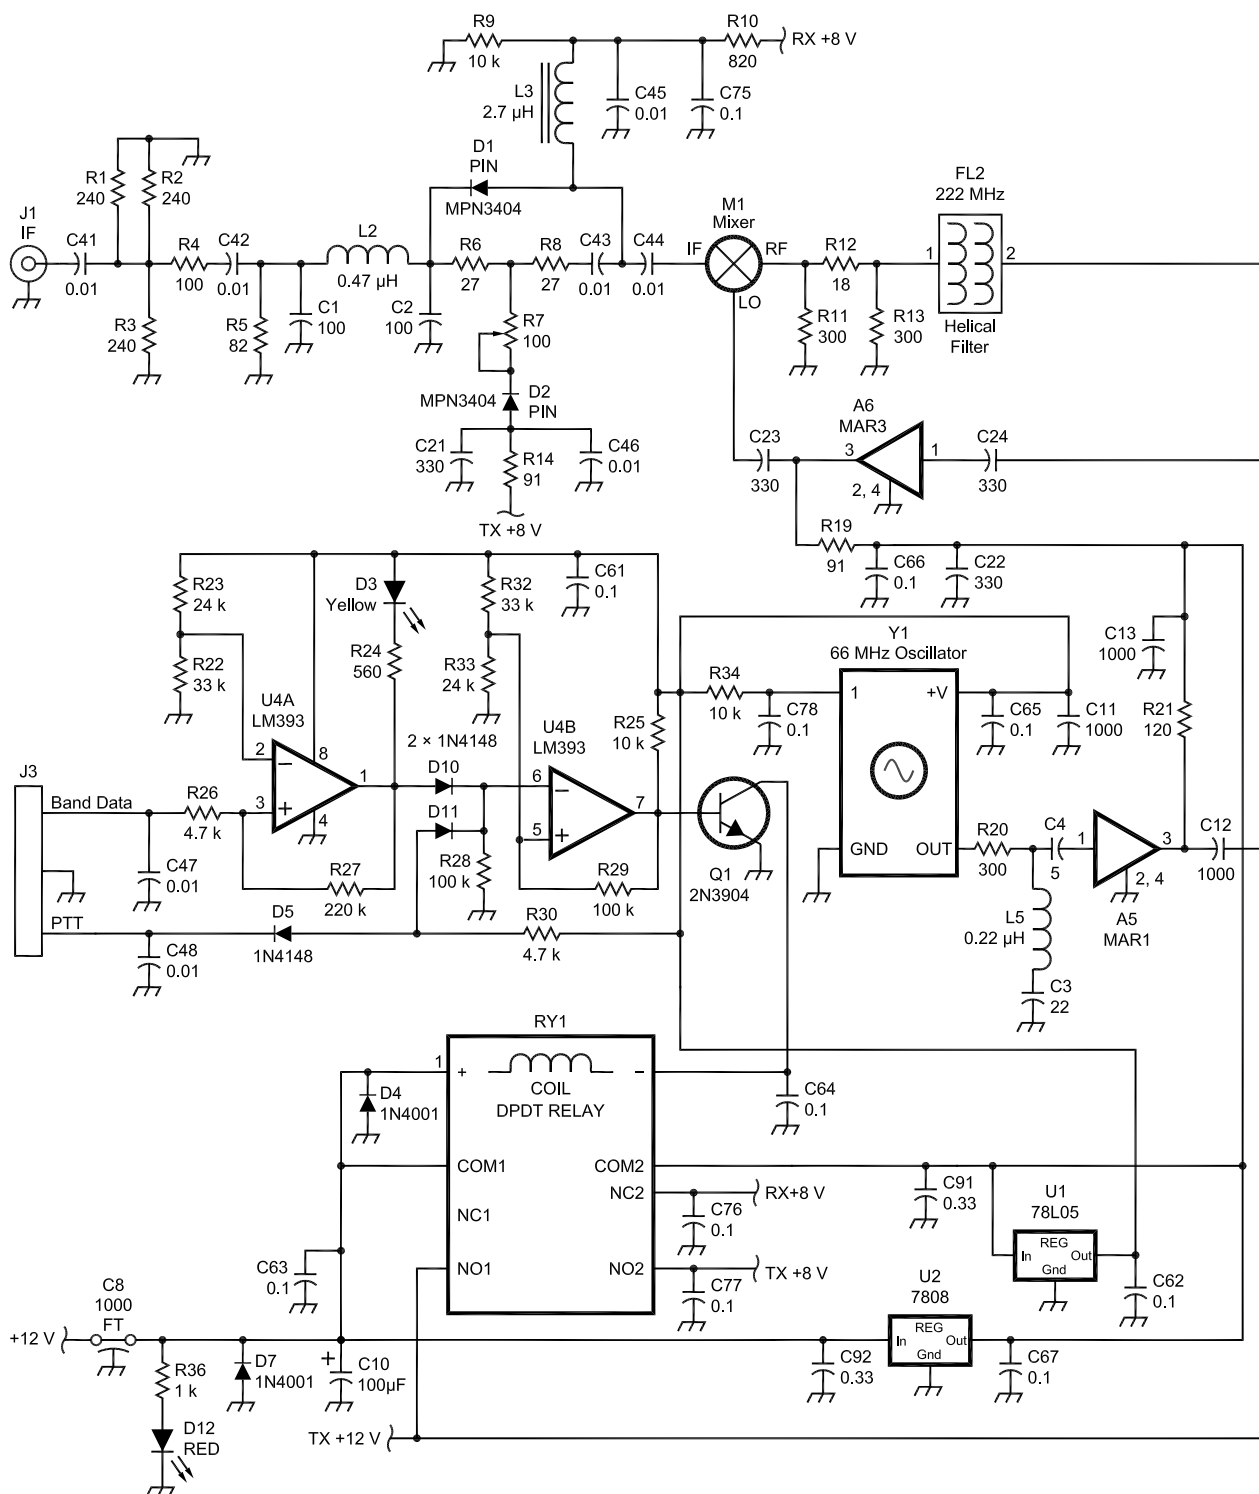 R9
10 k
R10
820
RX +8 V
L3
2.7 µH
C45
0.01
C75
0.1
D1
PIN
MPN3404
R1
240
R2
240
J1
IF
C41
0.01
R4
100
C42
0.01
L2
0.47 µH
R6
27
R8
27
C43
0.01
C44
0.01
IF
M1
Mixer
RF
LO
R12
18
FL2
222 MHz
1
2
Helical
Filter
R3
240
R5
82
C1
100
C2
100
R7
100
R11
300
R13
300
MPN3404
D2
PIN
C21
330
R14
91
C46
0.01
TX +8 V
C23
330
A6
MAR3
3
1
2, 4
C24
330
R19
91
C66
0.1
C22
330
R23
24 k
D3
Yellow
R32
33 k
C61
0.1
R22
33 k
R24
560
R33
24 k
U4A
LM393
8
2
3
1
4
2 × 1N4148
D10
D11
U4B
LM393
6
5
7
R25
10 k
R34
10 k
C78
0.1
Y1
66 MHz Oscillator
1
+V
GND
OUT
C65
0.1
C11
1000
C13
1000
R21
120
J3
Band Data
PTT
R26
4.7 k
C47
0.01
R27
220 k
R28
100 k
R29
100 k
Q1
2N3904
R20
300
C4
5
1
3
2, 4
A5
MAR1
C12
1000
L5
0.22 µH
C3
22
D5
1N4148
C48
0.01
R30
4.7 k
RY1
1
+
−
COIL
DPDT RELAY
D4
1N4001
C64
0.1
COM1
COM2
NC2
NC1
NO1
NO2
C76
0.1
RX+8 V
C77
0.1
TX +8 V
C91
0.33
U1
78L05
REG
In
Out
Gnd
C62
0.1
C63
0.1
U2
7808
REG
In
Out
Gnd
C92
0.33
C67
0.1
+12 V
C8
1000
FT
R36
1 k
D7
1N4001
+
C10
100µF
D12
RED
TX +12 V